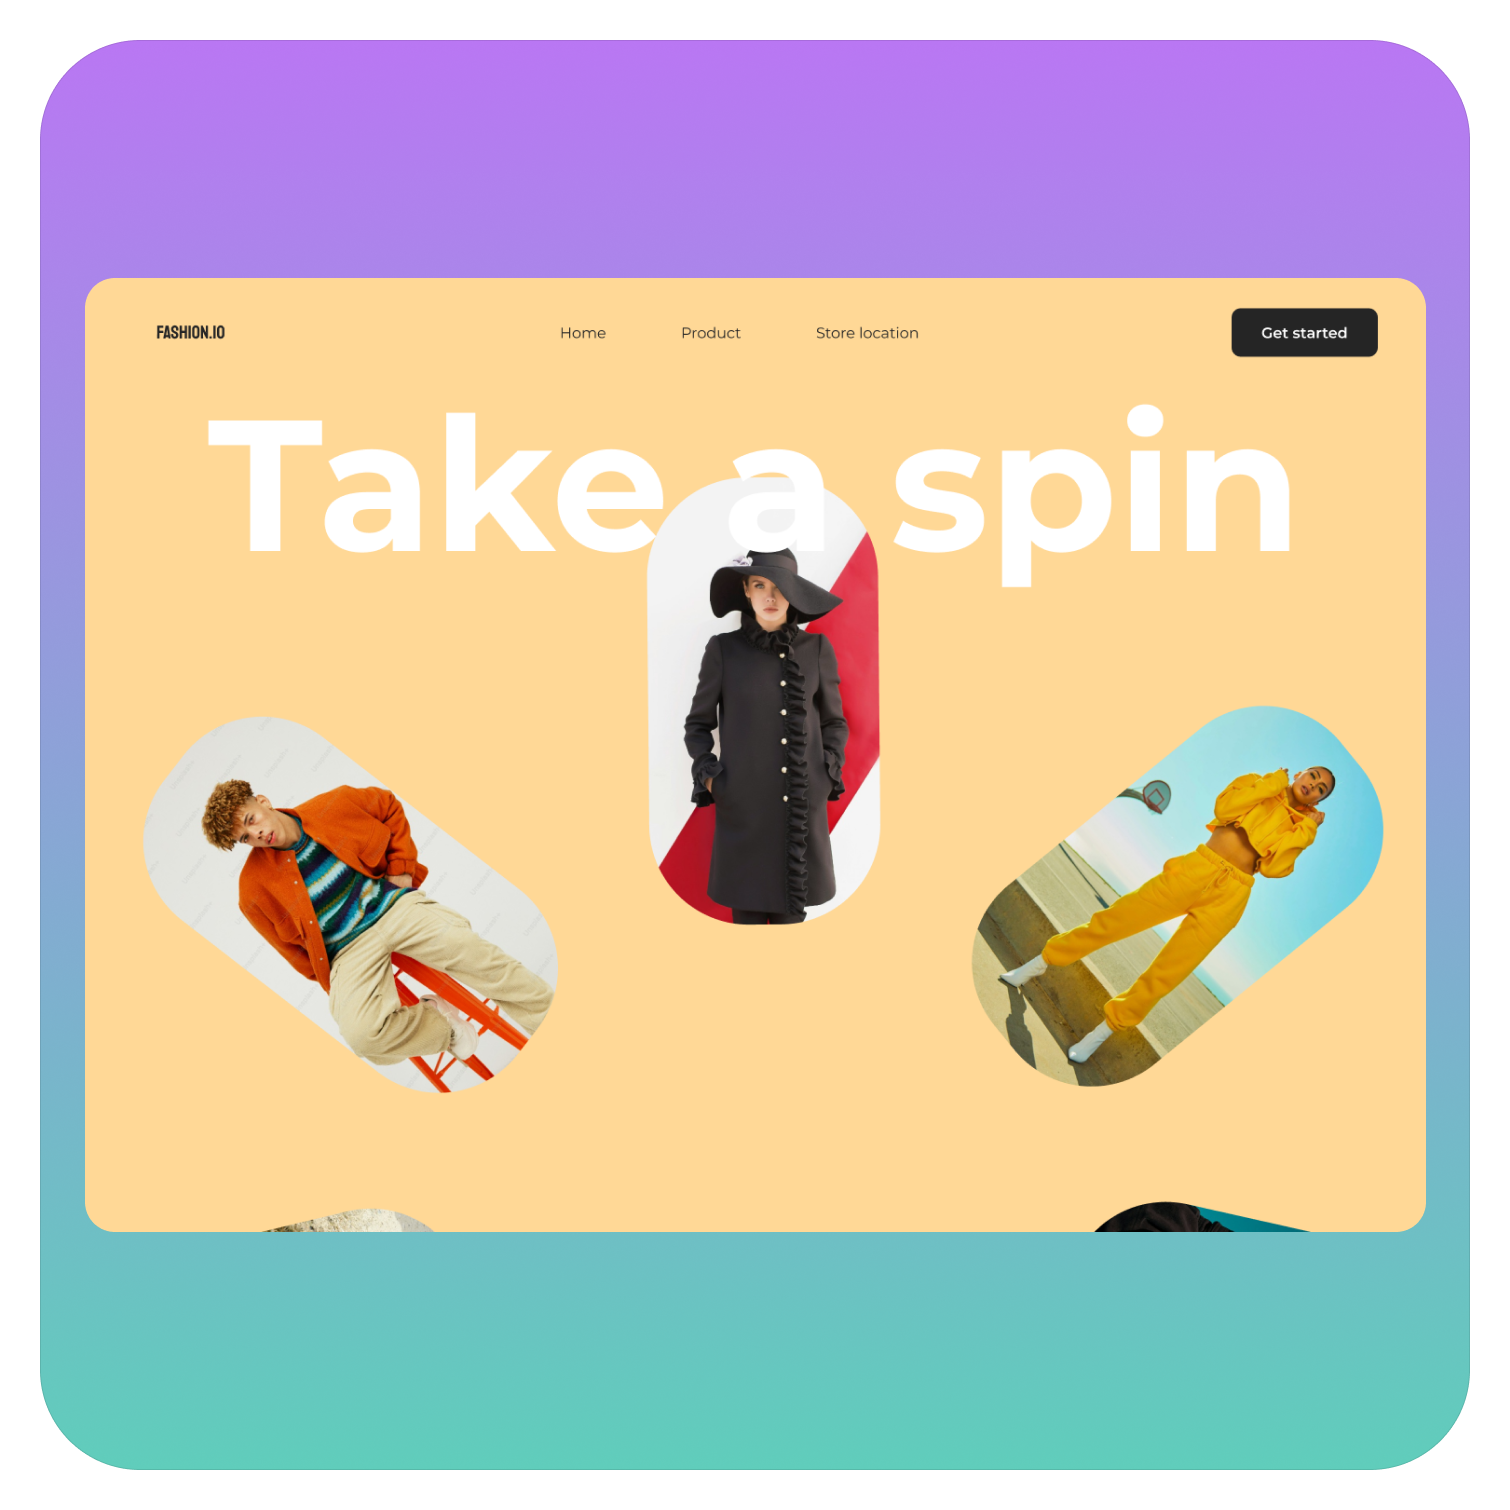 FASHION.IO
Home
Product
Store location
Get started
Take a spin